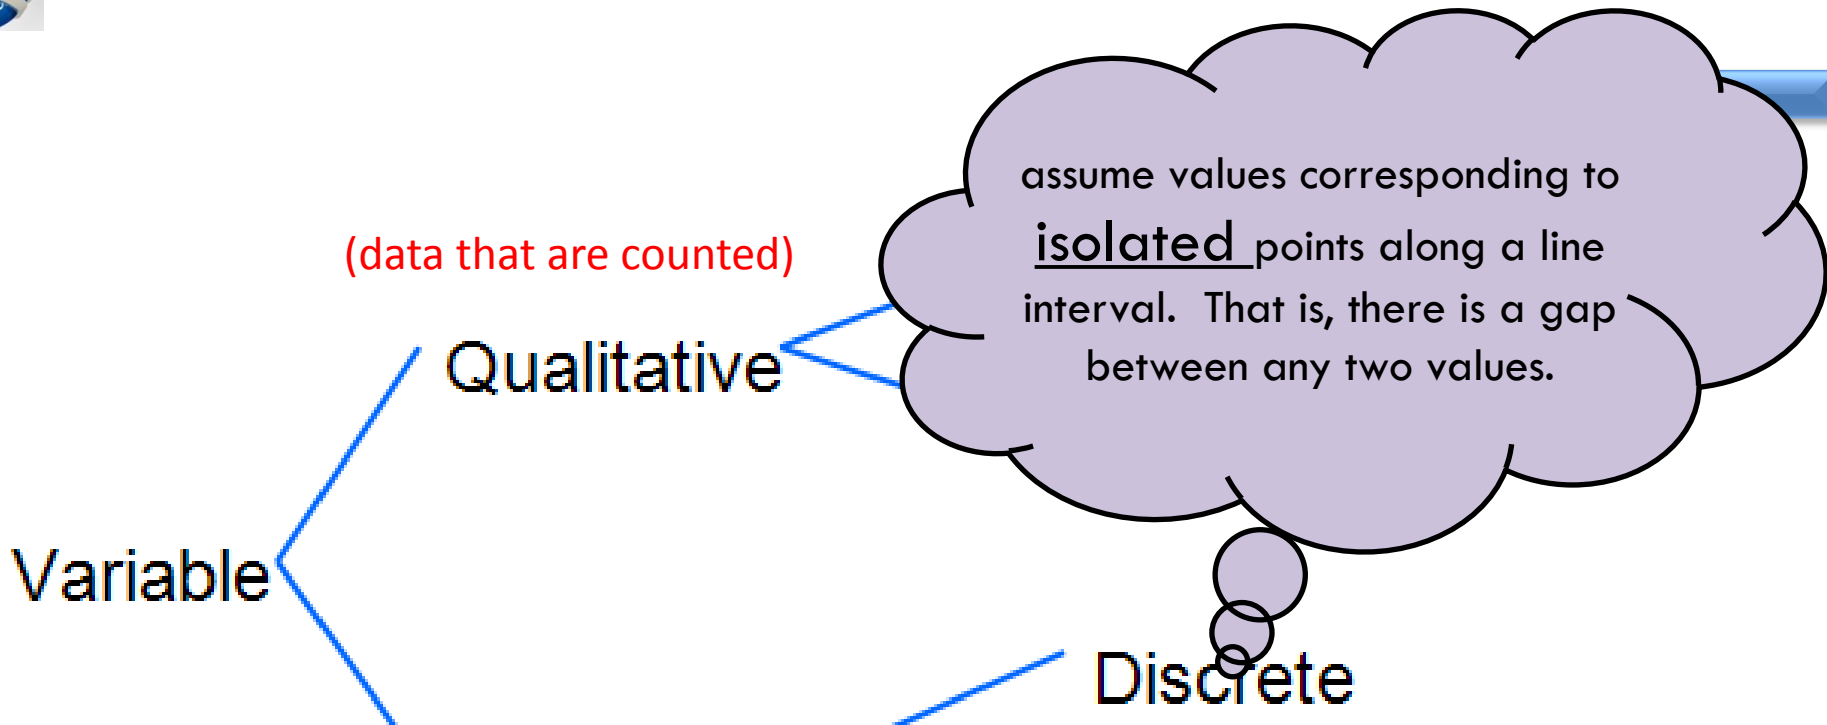 assume values corresponding to
isolated points along a line
interval. That is, there is a gap
between any two values.
(data that are counted)
Qualitative
Variable
Discrete